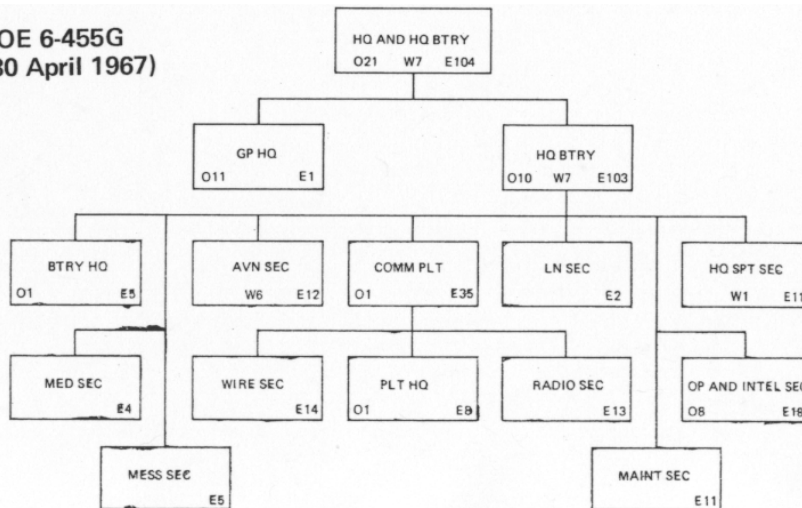 OE 6-455G
30 April 1967)
HQ AND HQ BTRY
O21 W7 E104
GP HQ
O11 E1
HQ BTRY
O10 W7 E103
BTRY HQ
O1 E5
AVN SEC
W6 E12
COMM PLT
O1 E35
LN SEC
E2
HQ SPT SEC
W1 E11
MED SEC
E4
WIRE SEC
E14
PLT HQ
O1 E8
RADIO SEC
E13
OP AND INTEL SEC
O8 E18
MESS SEC
E5
MAINT SEC
E11